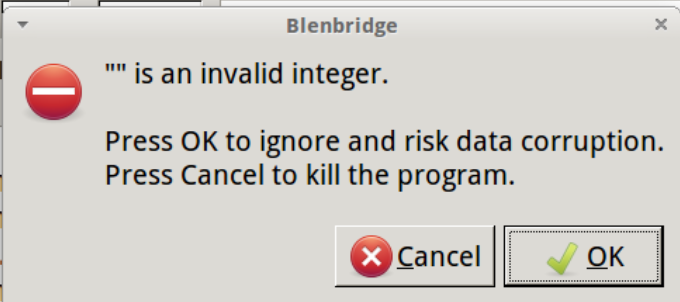 Blenbridge
"" is an invalid integer.
Press OK to ignore and risk data corruption.
Press Cancel to kill the program.
Cancel
OK